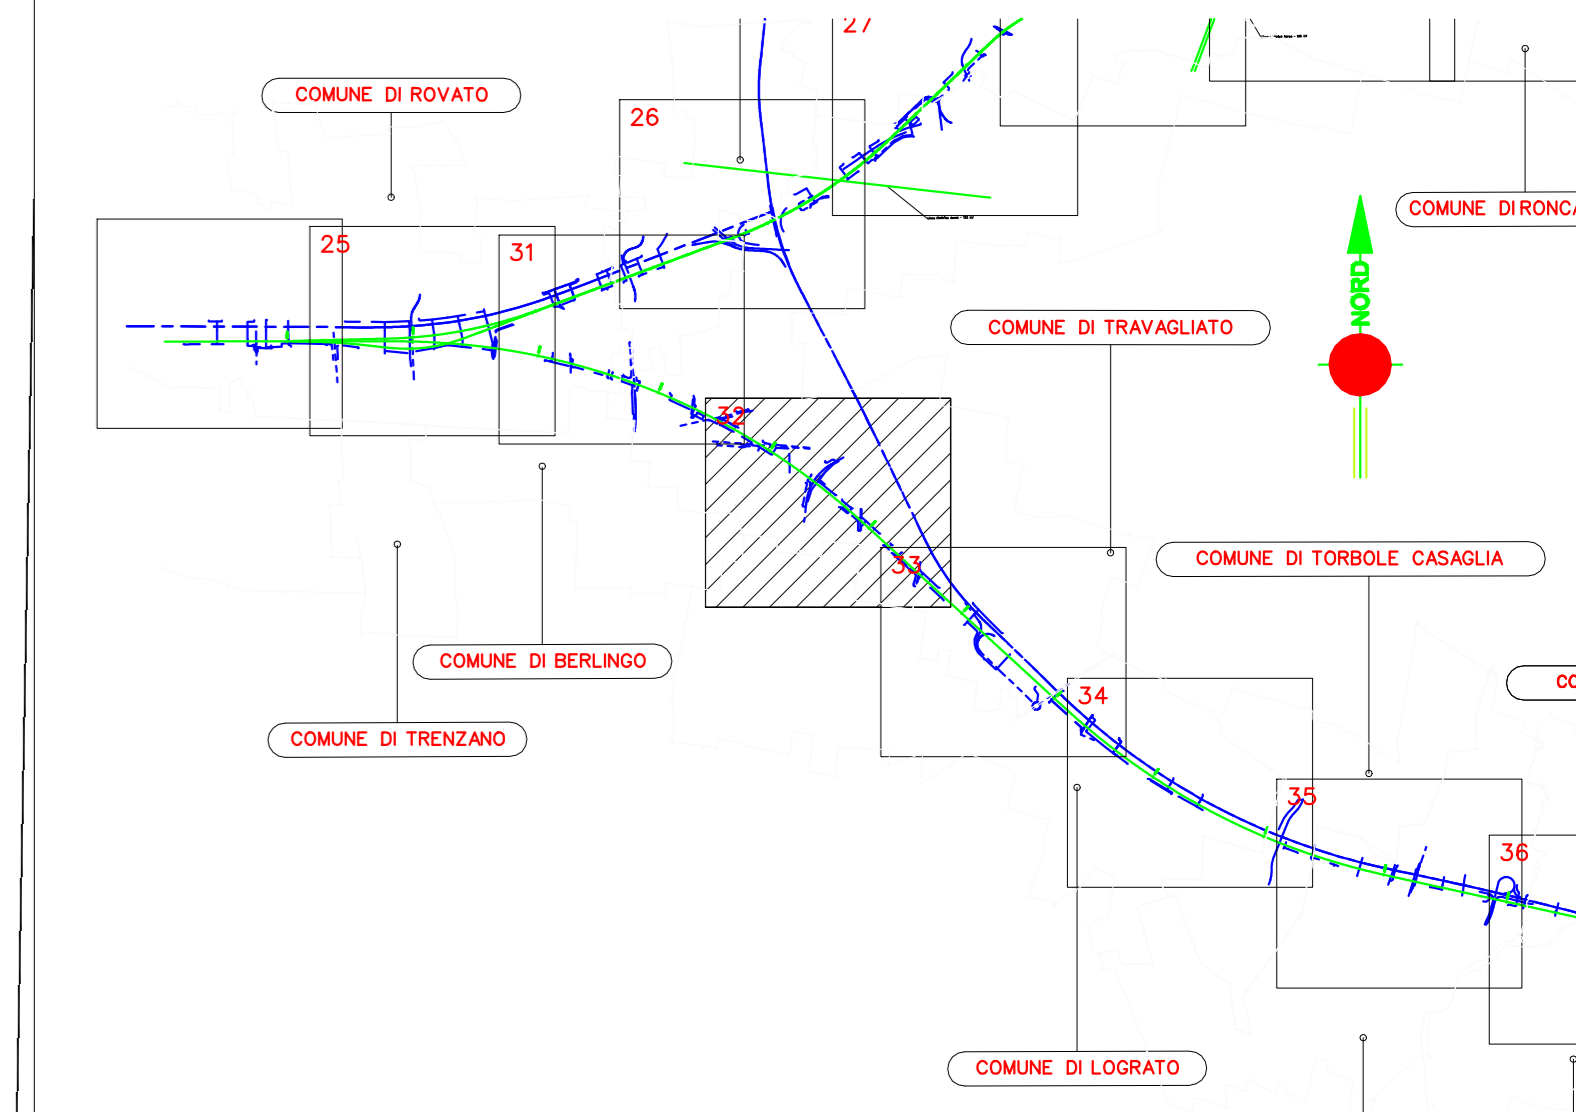 27
COMUNE DI ROVATO
26
COMUNE DI RONCA
25
31
NORD
COMUNE DI TRAVAGLIATO
32
COMUNE DI TORBOLE CASAGLIA
33
COMUNE DI BERLINGO
CO
34
COMUNE DI TRENZANO
35
36
COMUNE DI LOGRATO